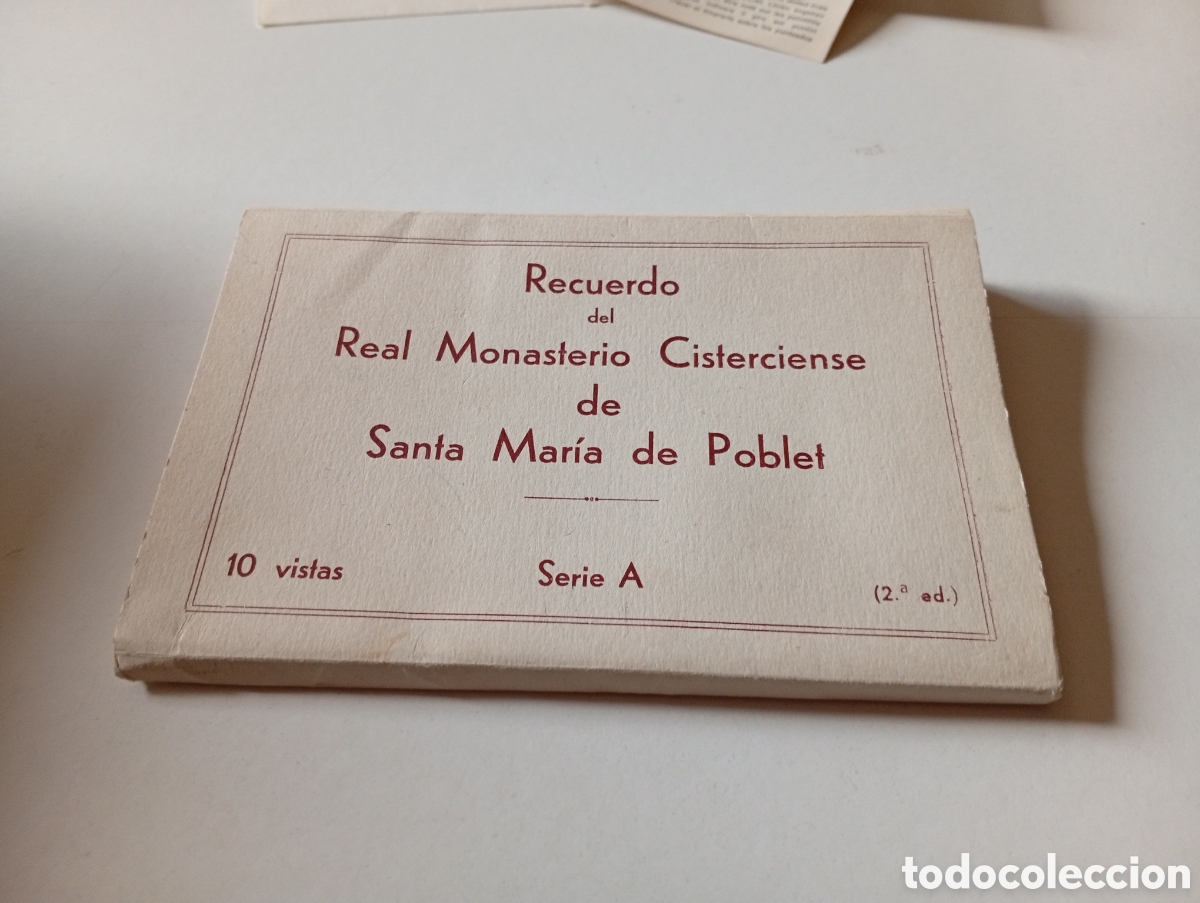 Recuerdo
del
Real Monasterio Cisterciense
de
Santa María de Poblet
10 vistas Serie A (2.ª ed.)
todocoleccion